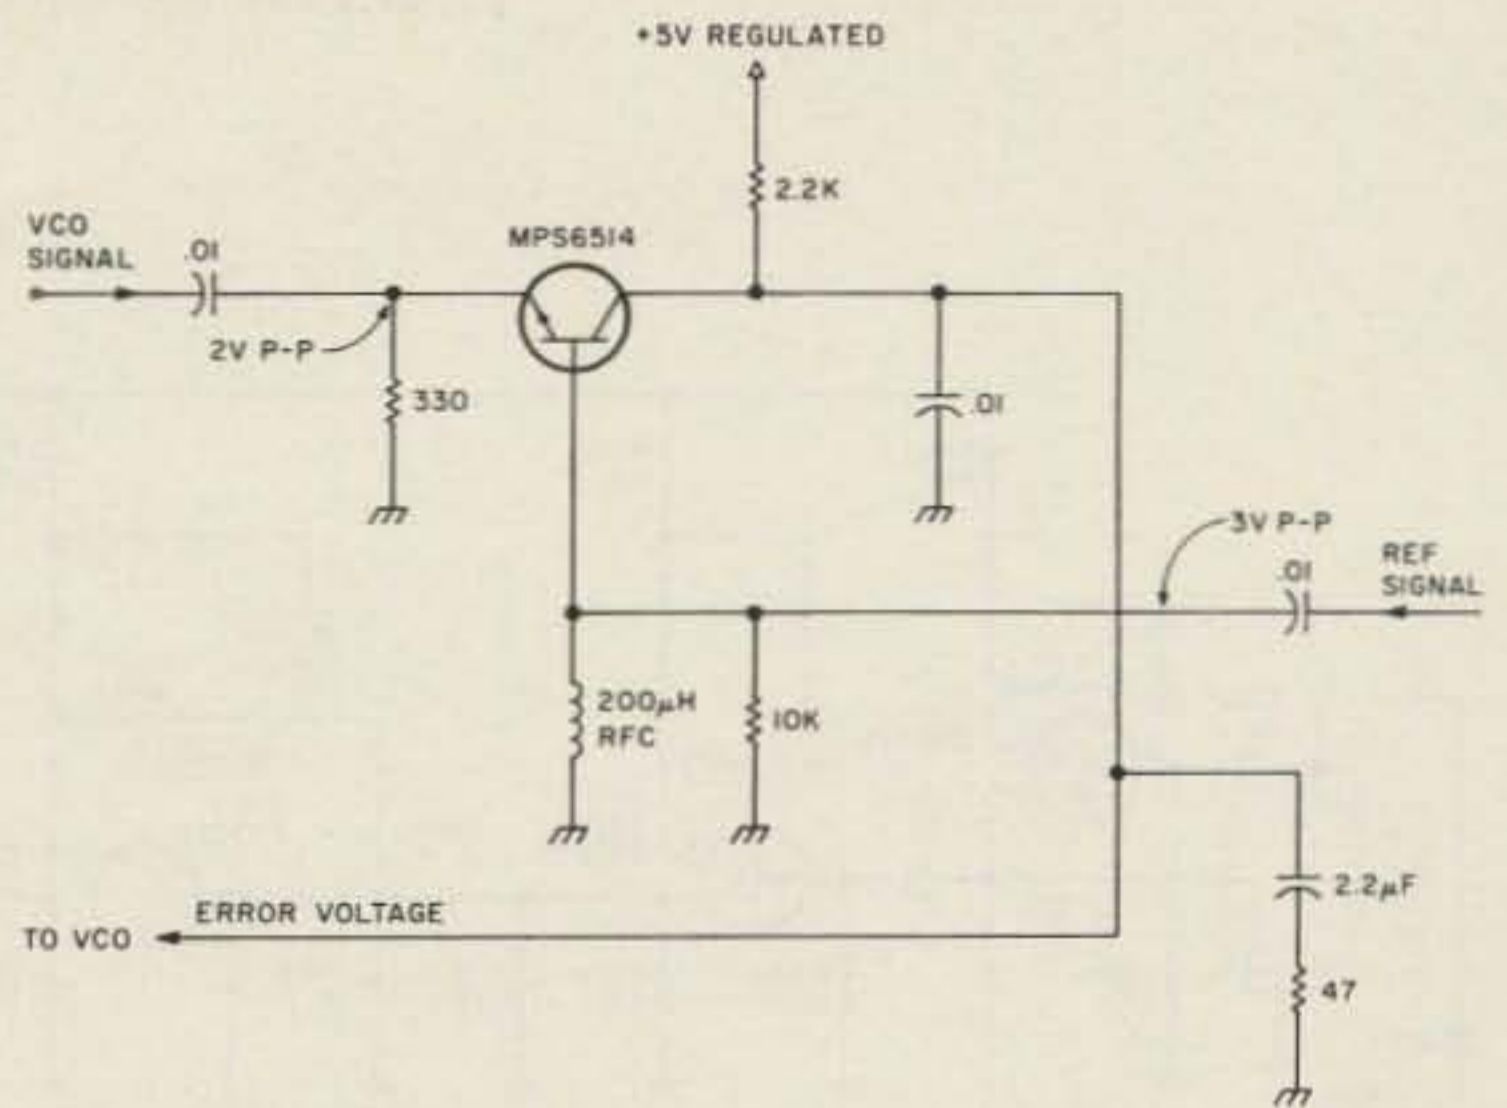 +5V REGULATED
2.2K
VCO
SIGNAL
.01
MPS6514
2V P-P
330
.01
3V P-P
.01
REF
SIGNAL
200µH
RFC
10K
2.2µF
ERROR VOLTAGE
TO VCO
47